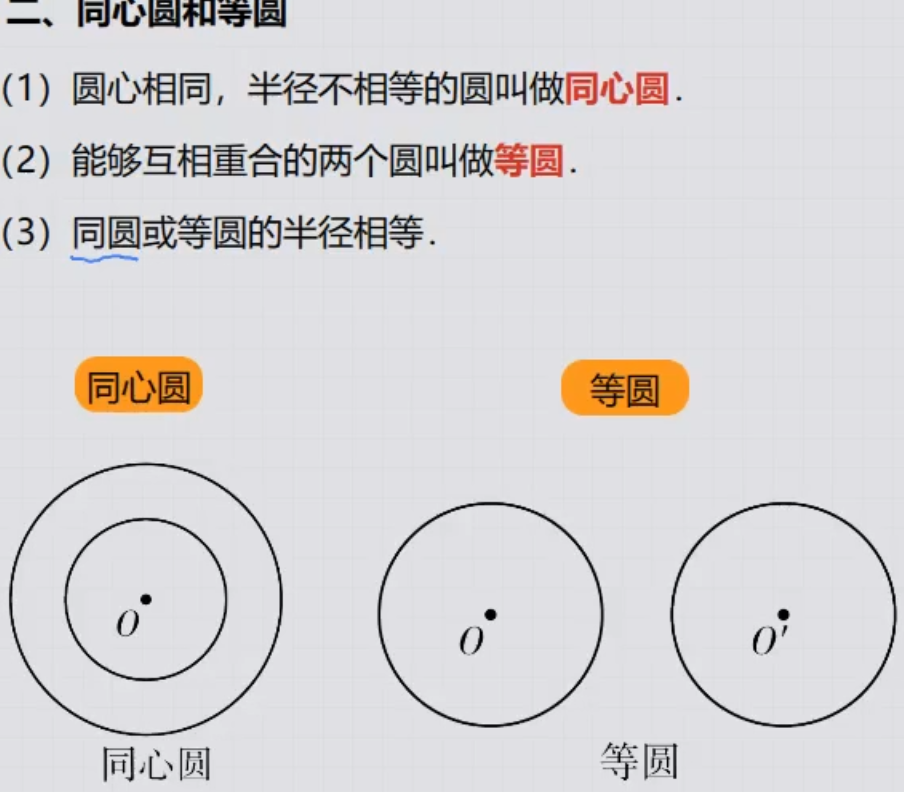 二、同心圆和等圆
（1）圆心相同，半径不相等的圆叫做同心圆.
（2）能够互相重合的两个圆叫做等圆.
（3）同圆或等圆的半径相等.
同心圆 等圆
O O O′
同心圆 等圆